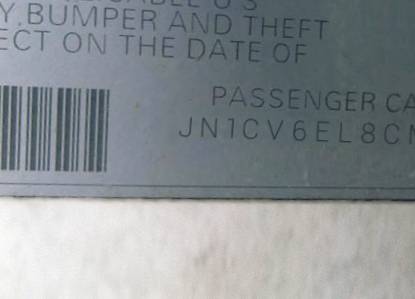 Y.BUMPER AND THEFT
ECT ON THE DATE OF
PASSENGER CA
JN1CV6EL8C